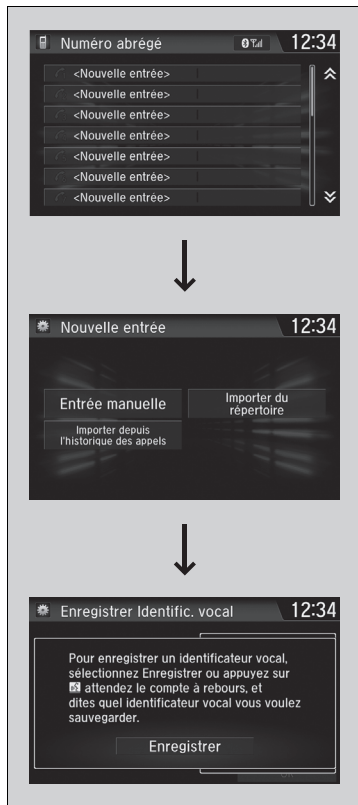 Numéro abrégé 12:34
<Nouvelle entrée>
<Nouvelle entrée>
<Nouvelle entrée>
<Nouvelle entrée>
<Nouvelle entrée>
<Nouvelle entrée>
<Nouvelle entrée>
Nouvelle entrée 12:34
Entrée manuelle
Importer du
répertoire
Importer depuis
l'historique des appels
Enregistrer Identific. vocal 12:34
Pour enregistrer un identificateur vocal,
sélectionnez Enregistrer ou appuyez sur
attendez le compte à rebours, et
dites quel identificateur vocal vous voulez
sauvegarder.
Enregistrer
OK